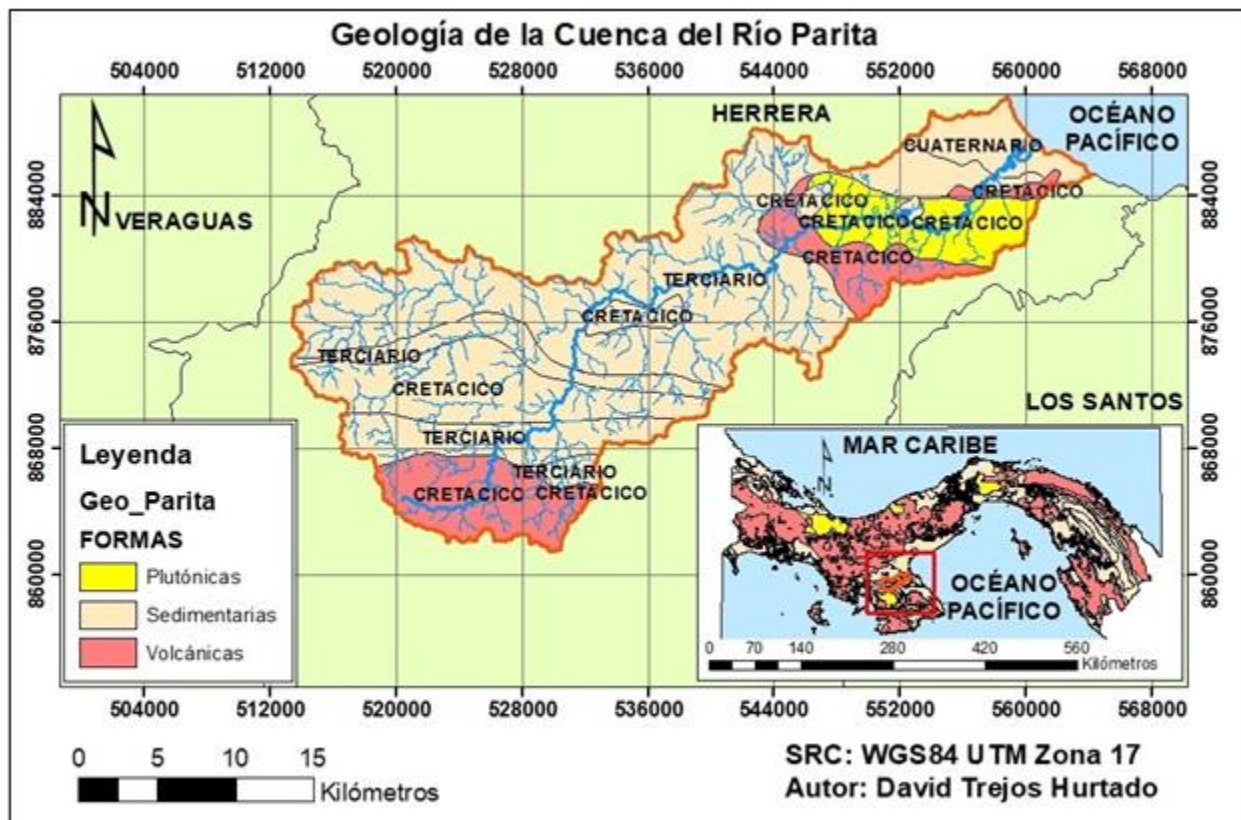 Geología de la Cuenca del Río Parita
504000 512000 520000 528000 536000 544000 552000 560000 568000
HERRERA
OCÉANO
PACÍFICO
CUATERNARIO
884000
884000
N
VERAGUAS
CRETACICO
CRETACICO
CRETACICO
CRETACICO
CRETACICO
TERCIARIO
876000
CRETACICO
876000
TERCIARIO
CRETACICO
LOS SANTOS
868000
TERCIARIO
868000
TERCIARIO
CRETACICO
CRETACICO
860000
860000
Leyenda
Geo_Parita
FORMAS
Plutónicas
Sedimentarias
Volcánicas
MAR CARIBE
N
OCÉANO
PACÍFICO
0 70 140 280 420 560
Kilómetros
504000 512000 520000 528000 536000 544000 552000 560000 568000
0 5 10 15
Kilómetros
SRC: WGS84 UTM Zona 17
Autor: David Trejos Hurtado